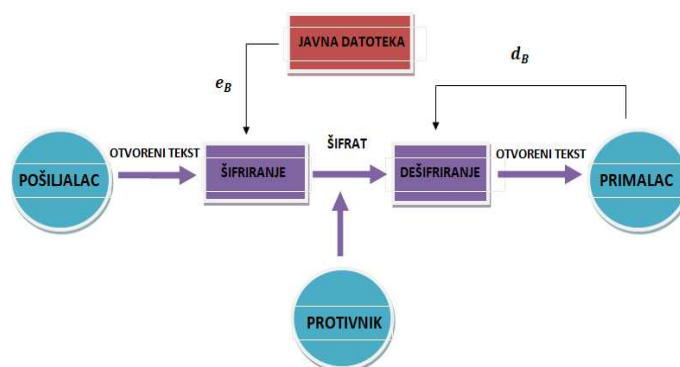 JAVNA DATOTEKA
d_B
e_B
OTVORENI TEKST
ŠIFRAT
OTVORENI TEKST
POŠILJALAC
ŠIFRIRANJE
DEŠIFRIRANJE
PRIMALAC
PROTIVNIK